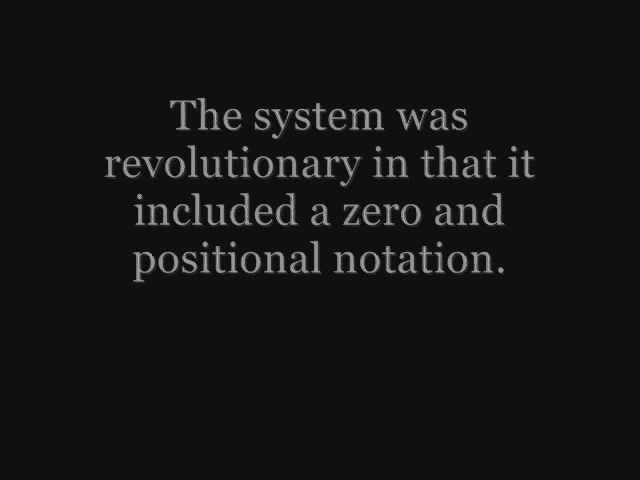 The system was
revolutionary in that it
included a zero and
positional notation.